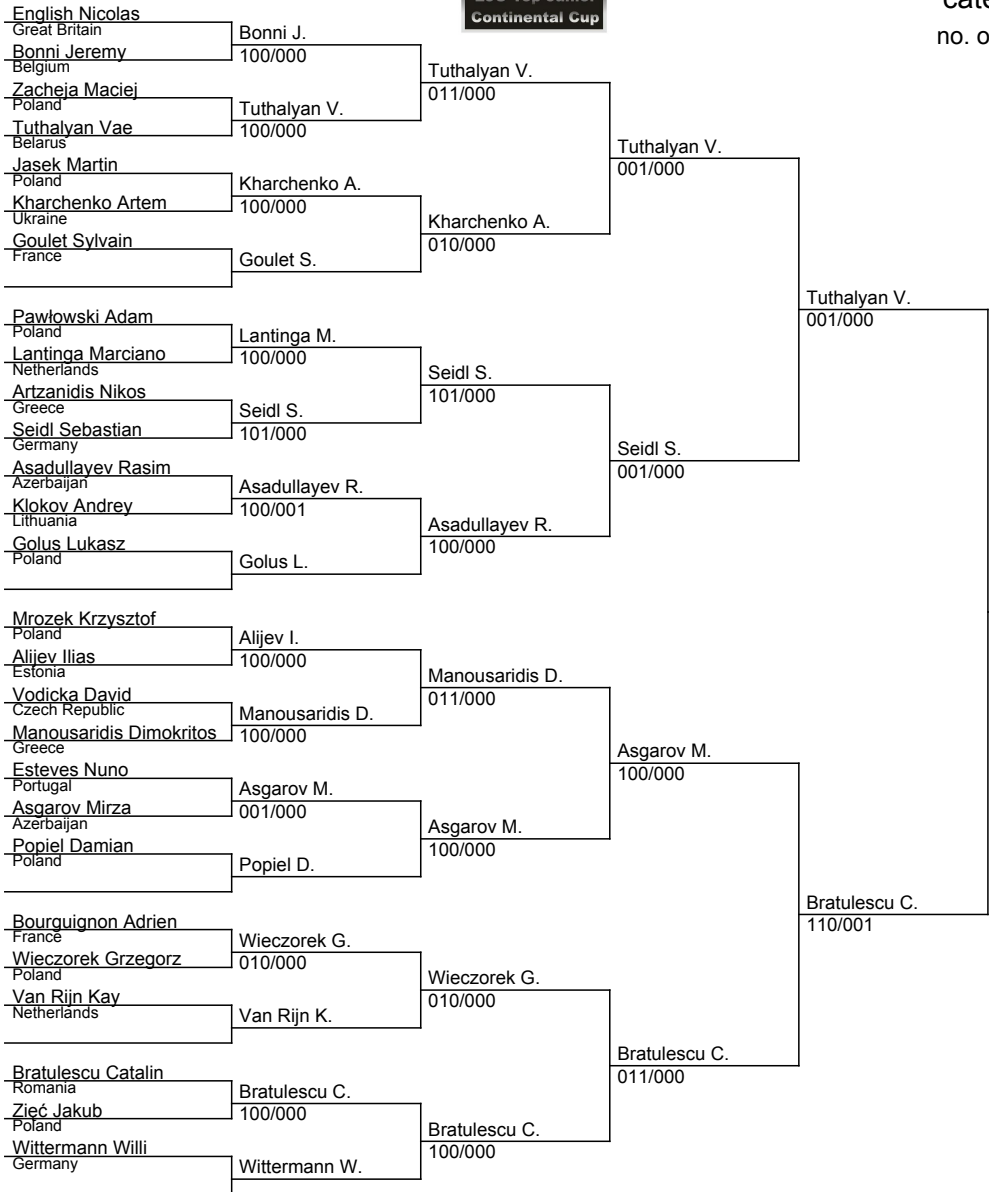 Continental Cup
cate
no. o
English Nicolas
Great Britain
Bonni Jeremy
Belgium
Zacheja Maciej
Poland
Tuthalyan Vae
Belarus
Jasek Martin
Poland
Kharchenko Artem
Ukraine
Goulet Sylvain
France
Pawłowski Adam
Poland
Lantinga Marciano
Netherlands
Artzanidis Nikos
Greece
Seidl Sebastian
Germany
Asadullayev Rasim
Azerbaijan
Klokov Andrey
Lithuania
Golus Lukasz
Poland
Mrozek Krzysztof
Poland
Alijev Ilias
Estonia
Vodicka David
Czech Republic
Manousaridis Dimokritos
Greece
Esteves Nuno
Portugal
Asgarov Mirza
Azerbaijan
Popiel Damian
Poland
Bourguignon Adrien
France
Wieczorek Grzegorz
Poland
Van Rijn Kay
Netherlands
Bratulescu Catalin
Romania
Zięć Jakub
Poland
Wittermann Willi
Germany
Bonni J.
100/000
Tuthalyan V.
100/000
Kharchenko A.
100/000
Goulet S.
Lantinga M.
100/000
Seidl S.
101/000
Asadullayev R.
100/001
Golus L.
Alijev I.
100/000
Manousaridis D.
100/000
Asgarov M.
001/000
Popiel D.
Wieczorek G.
010/000
Van Rijn K.
Bratulescu C.
100/000
Wittermann W.
Tuthalyan V.
011/000
Kharchenko A.
010/000
Seidl S.
101/000
Asadullayev R.
100/000
Manousaridis D.
011/000
Asgarov M.
100/000
Wieczorek G.
010/000
Bratulescu C.
100/000
Tuthalyan V.
001/000
Seidl S.
001/000
Asgarov M.
100/000
Bratulescu C.
011/000
Tuthalyan V.
001/000
Bratulescu C.
110/001